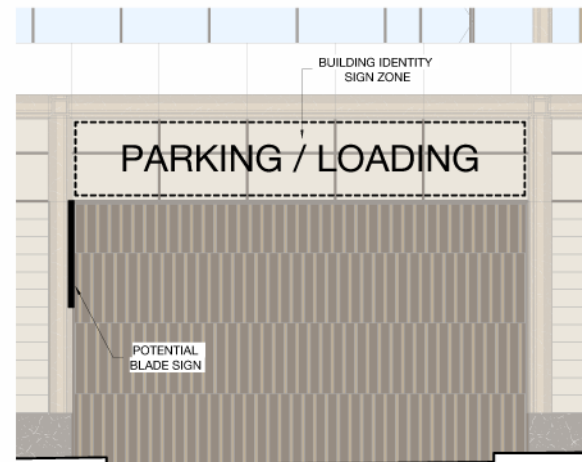 BUILDING IDENTITY
SIGN ZONE
PARKING / LOADING
POTENTIAL
BLADE SIGN